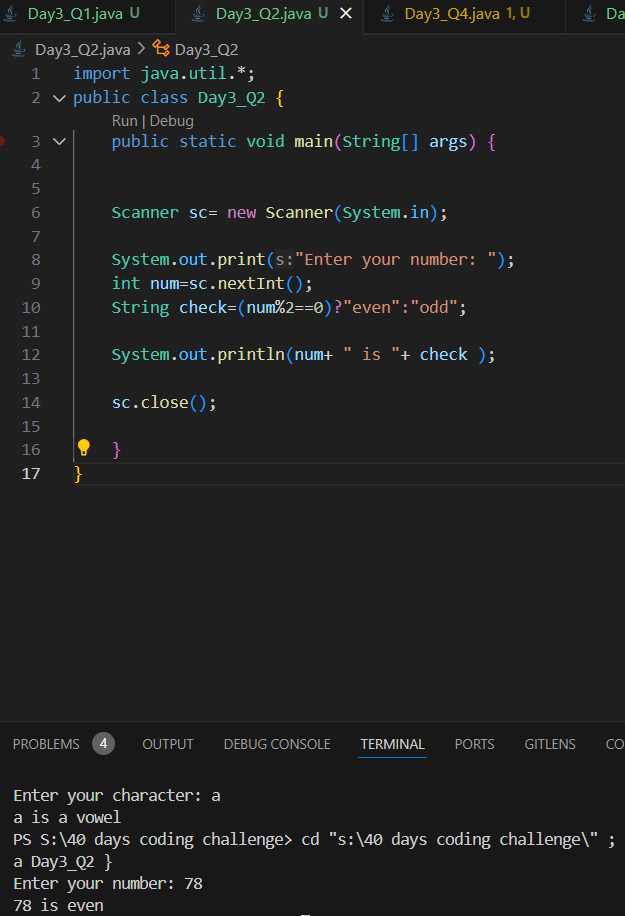 Day3_Q1.java U Day3_Q2.java U Day3_Q4.java 1, U Da
Day3_Q2.java > Day3_Q2
1 import java.util.*;
2 public class Day3_Q2 {
Run | Debug
3 public static void main(String[] args) {
4
5
6 Scanner sc= new Scanner(System.in);
7
8 System.out.print(s:"Enter your number: ");
9 int num=sc.nextInt();
10 String check=(num%2==0)?"even":"odd";
11
12 System.out.println(num+ " is "+ check );
13
14 sc.close();
15
16 }
17 }
PROBLEMS 4 OUTPUT DEBUG CONSOLE TERMINAL PORTS GITLENS CO
Enter your character: a
a is a vowel
PS S:\40 days coding challenge> cd "s:\40 days coding challenge\" ;
a Day3_Q2 }
Enter your number: 78
78 is even